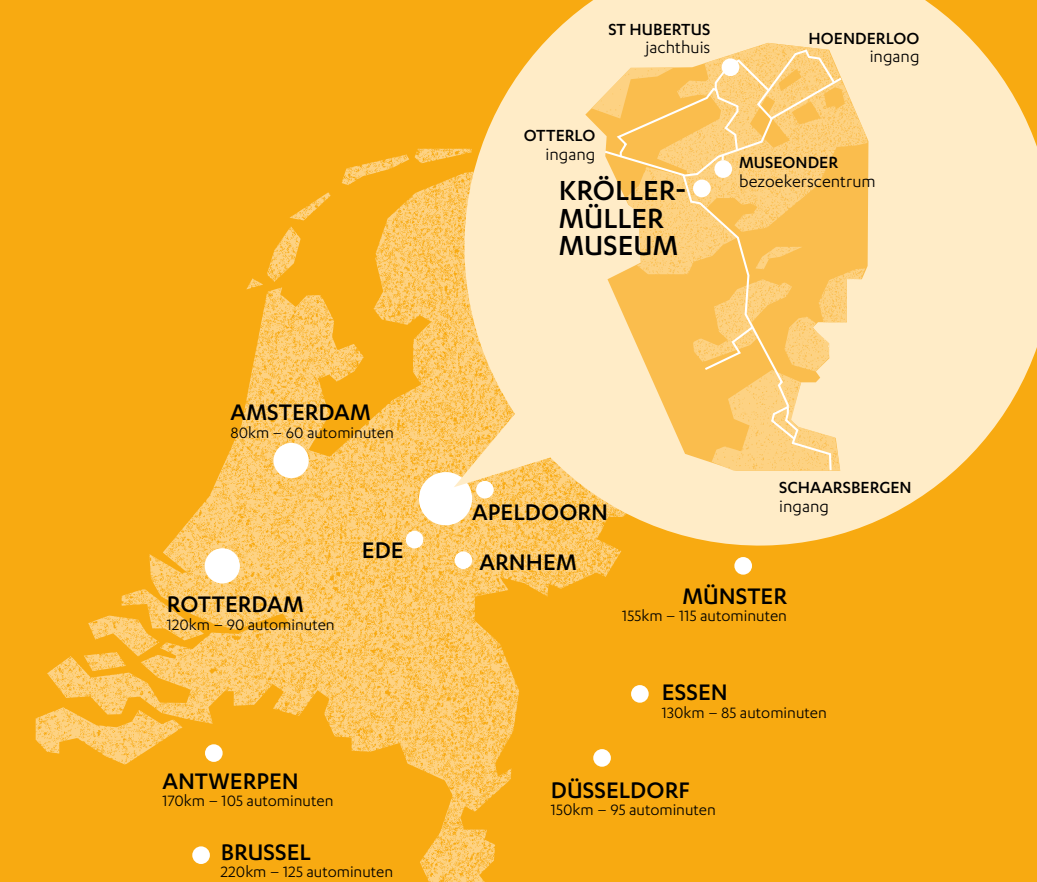 ST HUBERTUS
jachthuis
HOENDERLOO
ingang
OTTERLO
ingang
MUSEONDER
bezoekerscentrum
KRÖLLER-
MÜLLER
MUSEUM
SCHAARSBERGEN
ingang
AMSTERDAM
80km – 60 autominuten
APELDOORN
EDE
ARNHEM
ROTTERDAM
120km – 90 autominuten
MÜNSTER
155km – 115 autominuten
ESSEN
130km – 85 autominuten
ANTWERPEN
170km – 105 autominuten
DÜSSELDORF
150km – 95 autominuten
BRUSSEL
220km – 125 autominuten